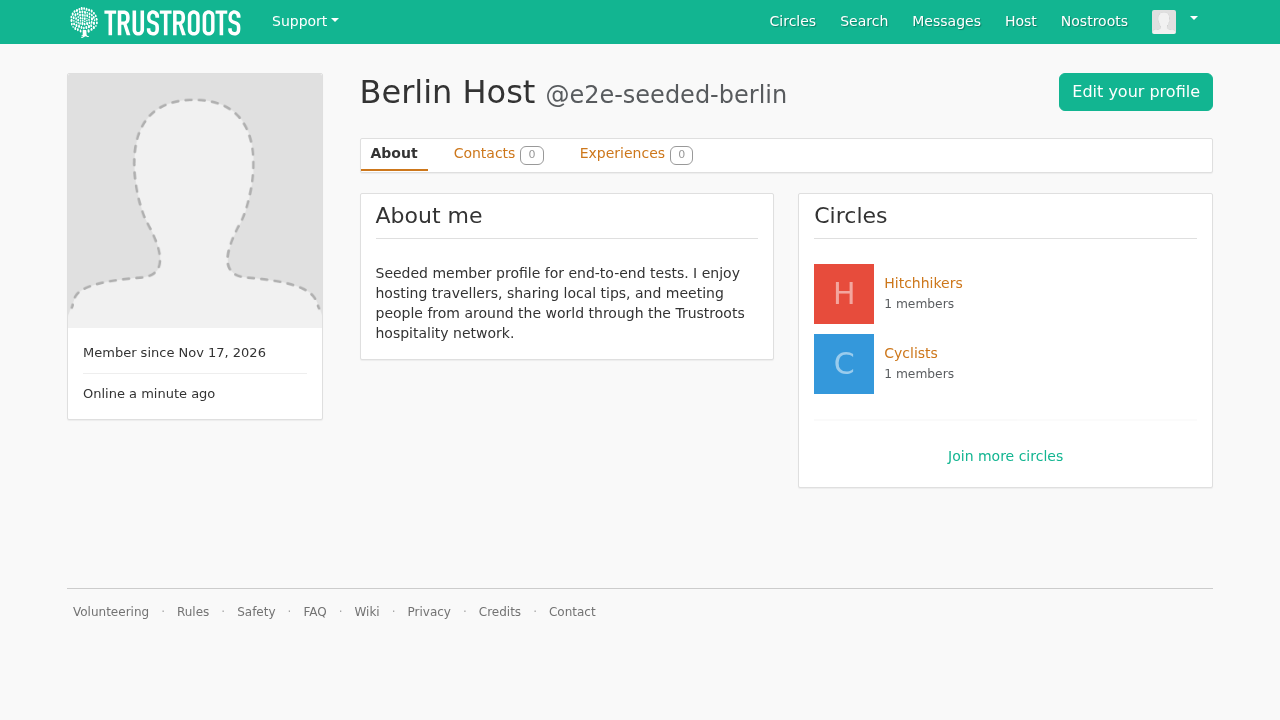 TRUSTROOTS
Support
Circles
Search
Messages
Host
Nostroots
Berlin Host @e2e-seeded-berlin
Edit your profile
About
Contacts 0
Experiences 0
Member since Nov 17, 2026
Online a minute ago
About me
Seeded member profile for end-to-end tests. I enjoy
hosting travellers, sharing local tips, and meeting
people from around the world through the Trustroots
hospitality network.
Circles
H
Hitchhikers
1 members
C
Cyclists
1 members
Join more circles
Volunteering · Rules · Safety · FAQ · Wiki · Privacy · Credits · Contact